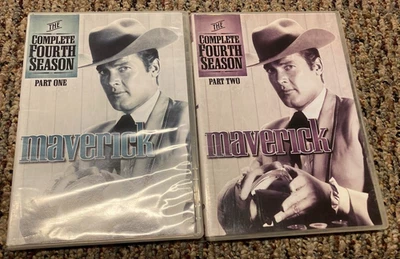 THE
COMPLETE
FOURTH
SEASON
PART ONE
maverick
THE
COMPLETE
FOURTH
SEASON
PART TWO
maverick